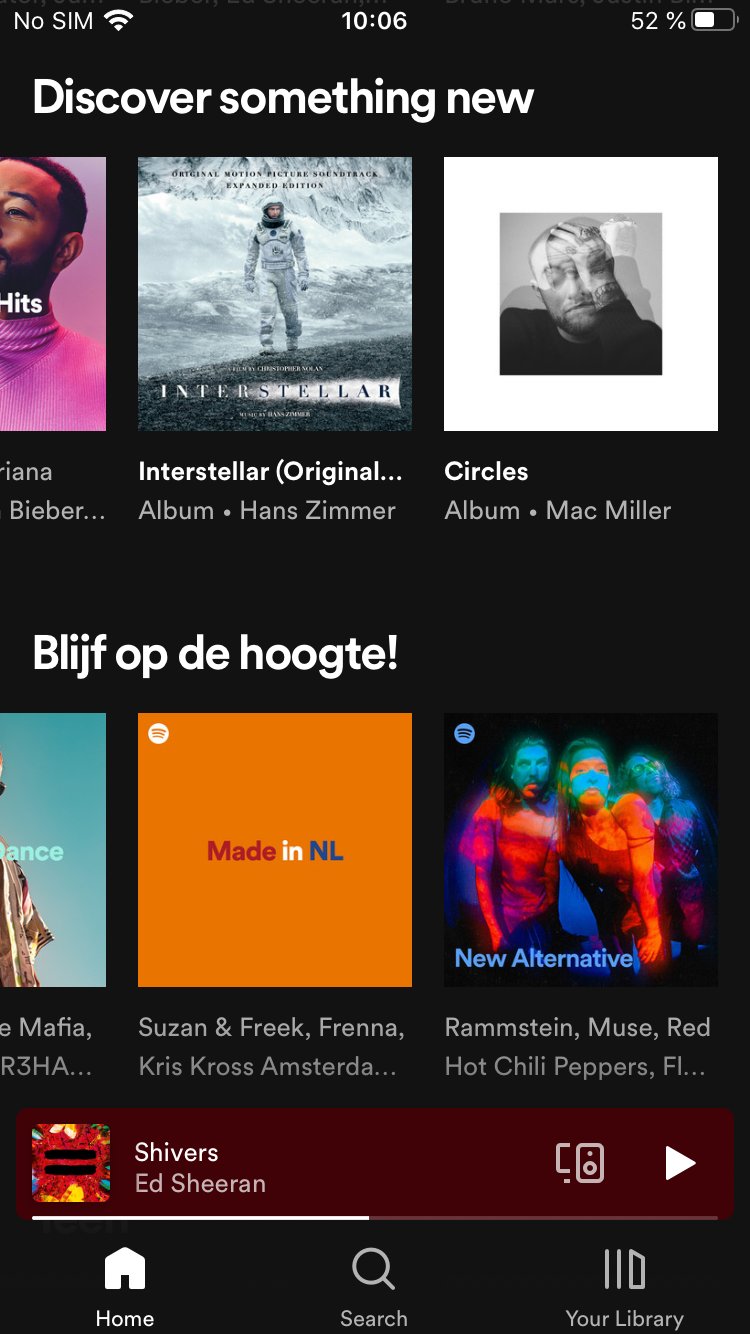 No SIM 10:06 52 %
Discover something new
Hits
ORIGINAL MOTION PICTURE SOUNDTRACK
EXPANDED EDITION
A FILM BY CHRISTOPHER NOLAN
INTERSTELLAR
MUSIC BY HANS ZIMMER
riana
Bieber...
Interstellar (Original...
Album • Hans Zimmer
Circles
Album • Mac Miller
Blijf op de hoogte!
Dance
Made in NL
New Alternative
e Mafia,
R3HA...
Suzan & Freek, Frenna,
Kris Kross Amsterda...
Rammstein, Muse, Red
Hot Chili Peppers, Fl...
Shivers
Ed Sheeran
Home
Search
Your Library